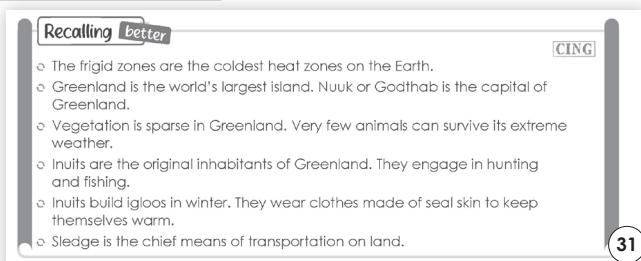 Recalling better
CING
The frigid zones are the coldest heat zones on the Earth.
Greenland is the world's largest island. Nuuk or Godthab is the capital of
Greenland.
Vegetation is sparse in Greenland. Very few animals can survive its extreme
weather.
Inuits are the original inhabitants of Greenland. They engage in hunting
and fishing.
Inuits build igloos in winter. They wear clothes made of seal skin to keep
themselves warm.
Sledge is the chief means of transportation on land.
31